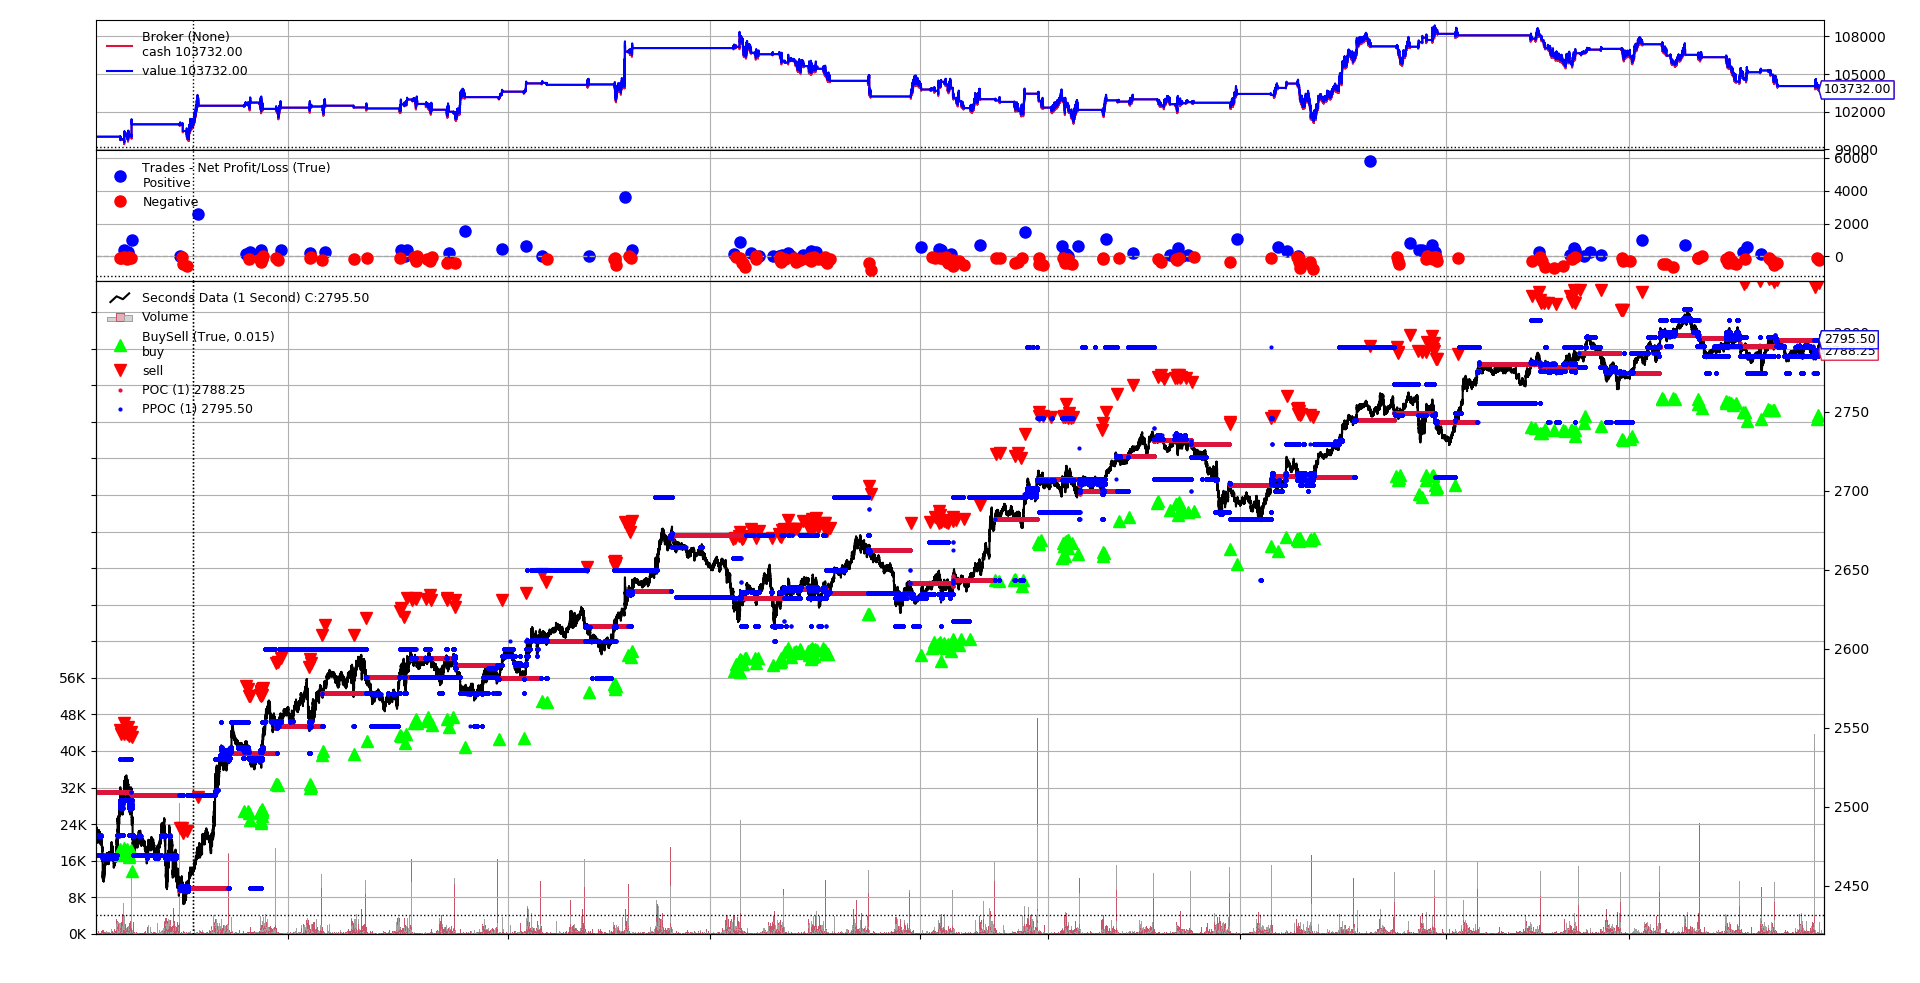 Broker (None)
cash 103732.00
value 103732.00
108000
105000
103732.00
102000
99000
Trades - Net Profit/Loss (True)
Positive
Negative
6000
4000
2000
0
Seconds Data (1 Second) C:2795.50
Volume
BuySell (True, 0.015)
buy
sell
POC (1) 2788.25
PPOC (1) 2795.50
2800
2795.50
2788.25
2750
2700
2650
2600
2550
2500
2450
56K
48K
40K
32K
24K
16K
8K
0K